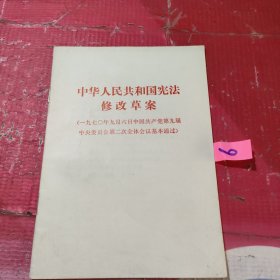 中华人民共和国宪法
修改草案
（一九七〇年九月六日中国共产党第九届
中央委员会第二次全体会议基本通过）
6